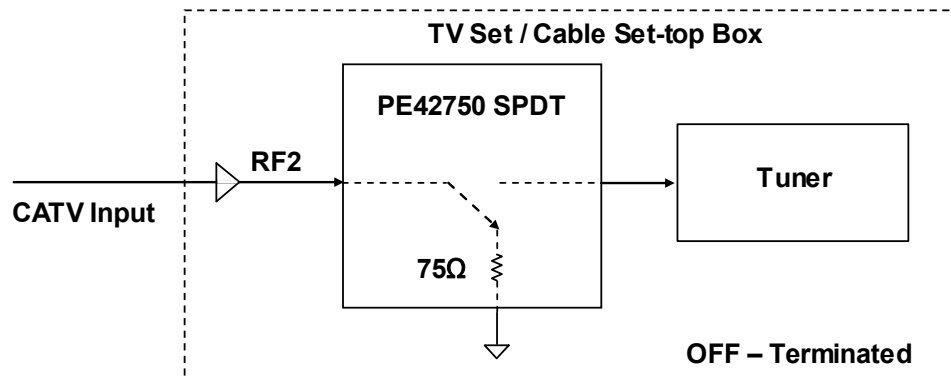 TV Set / Cable Set-top Box
PE42750 SPDT
RF2
Tuner
CATV Input
75Ω
OFF – Terminated